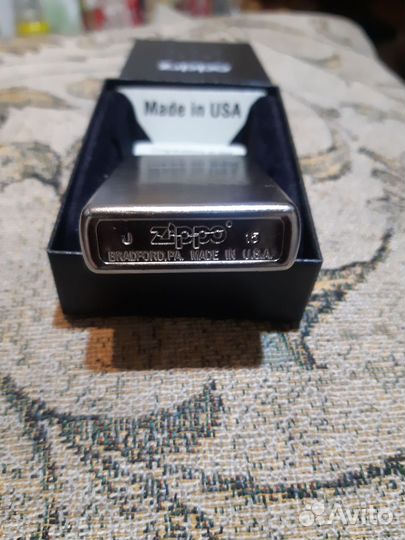 Made in USA
J Zippo® 15
BRADFORD, PA. MADE IN U.S.A.
Avito